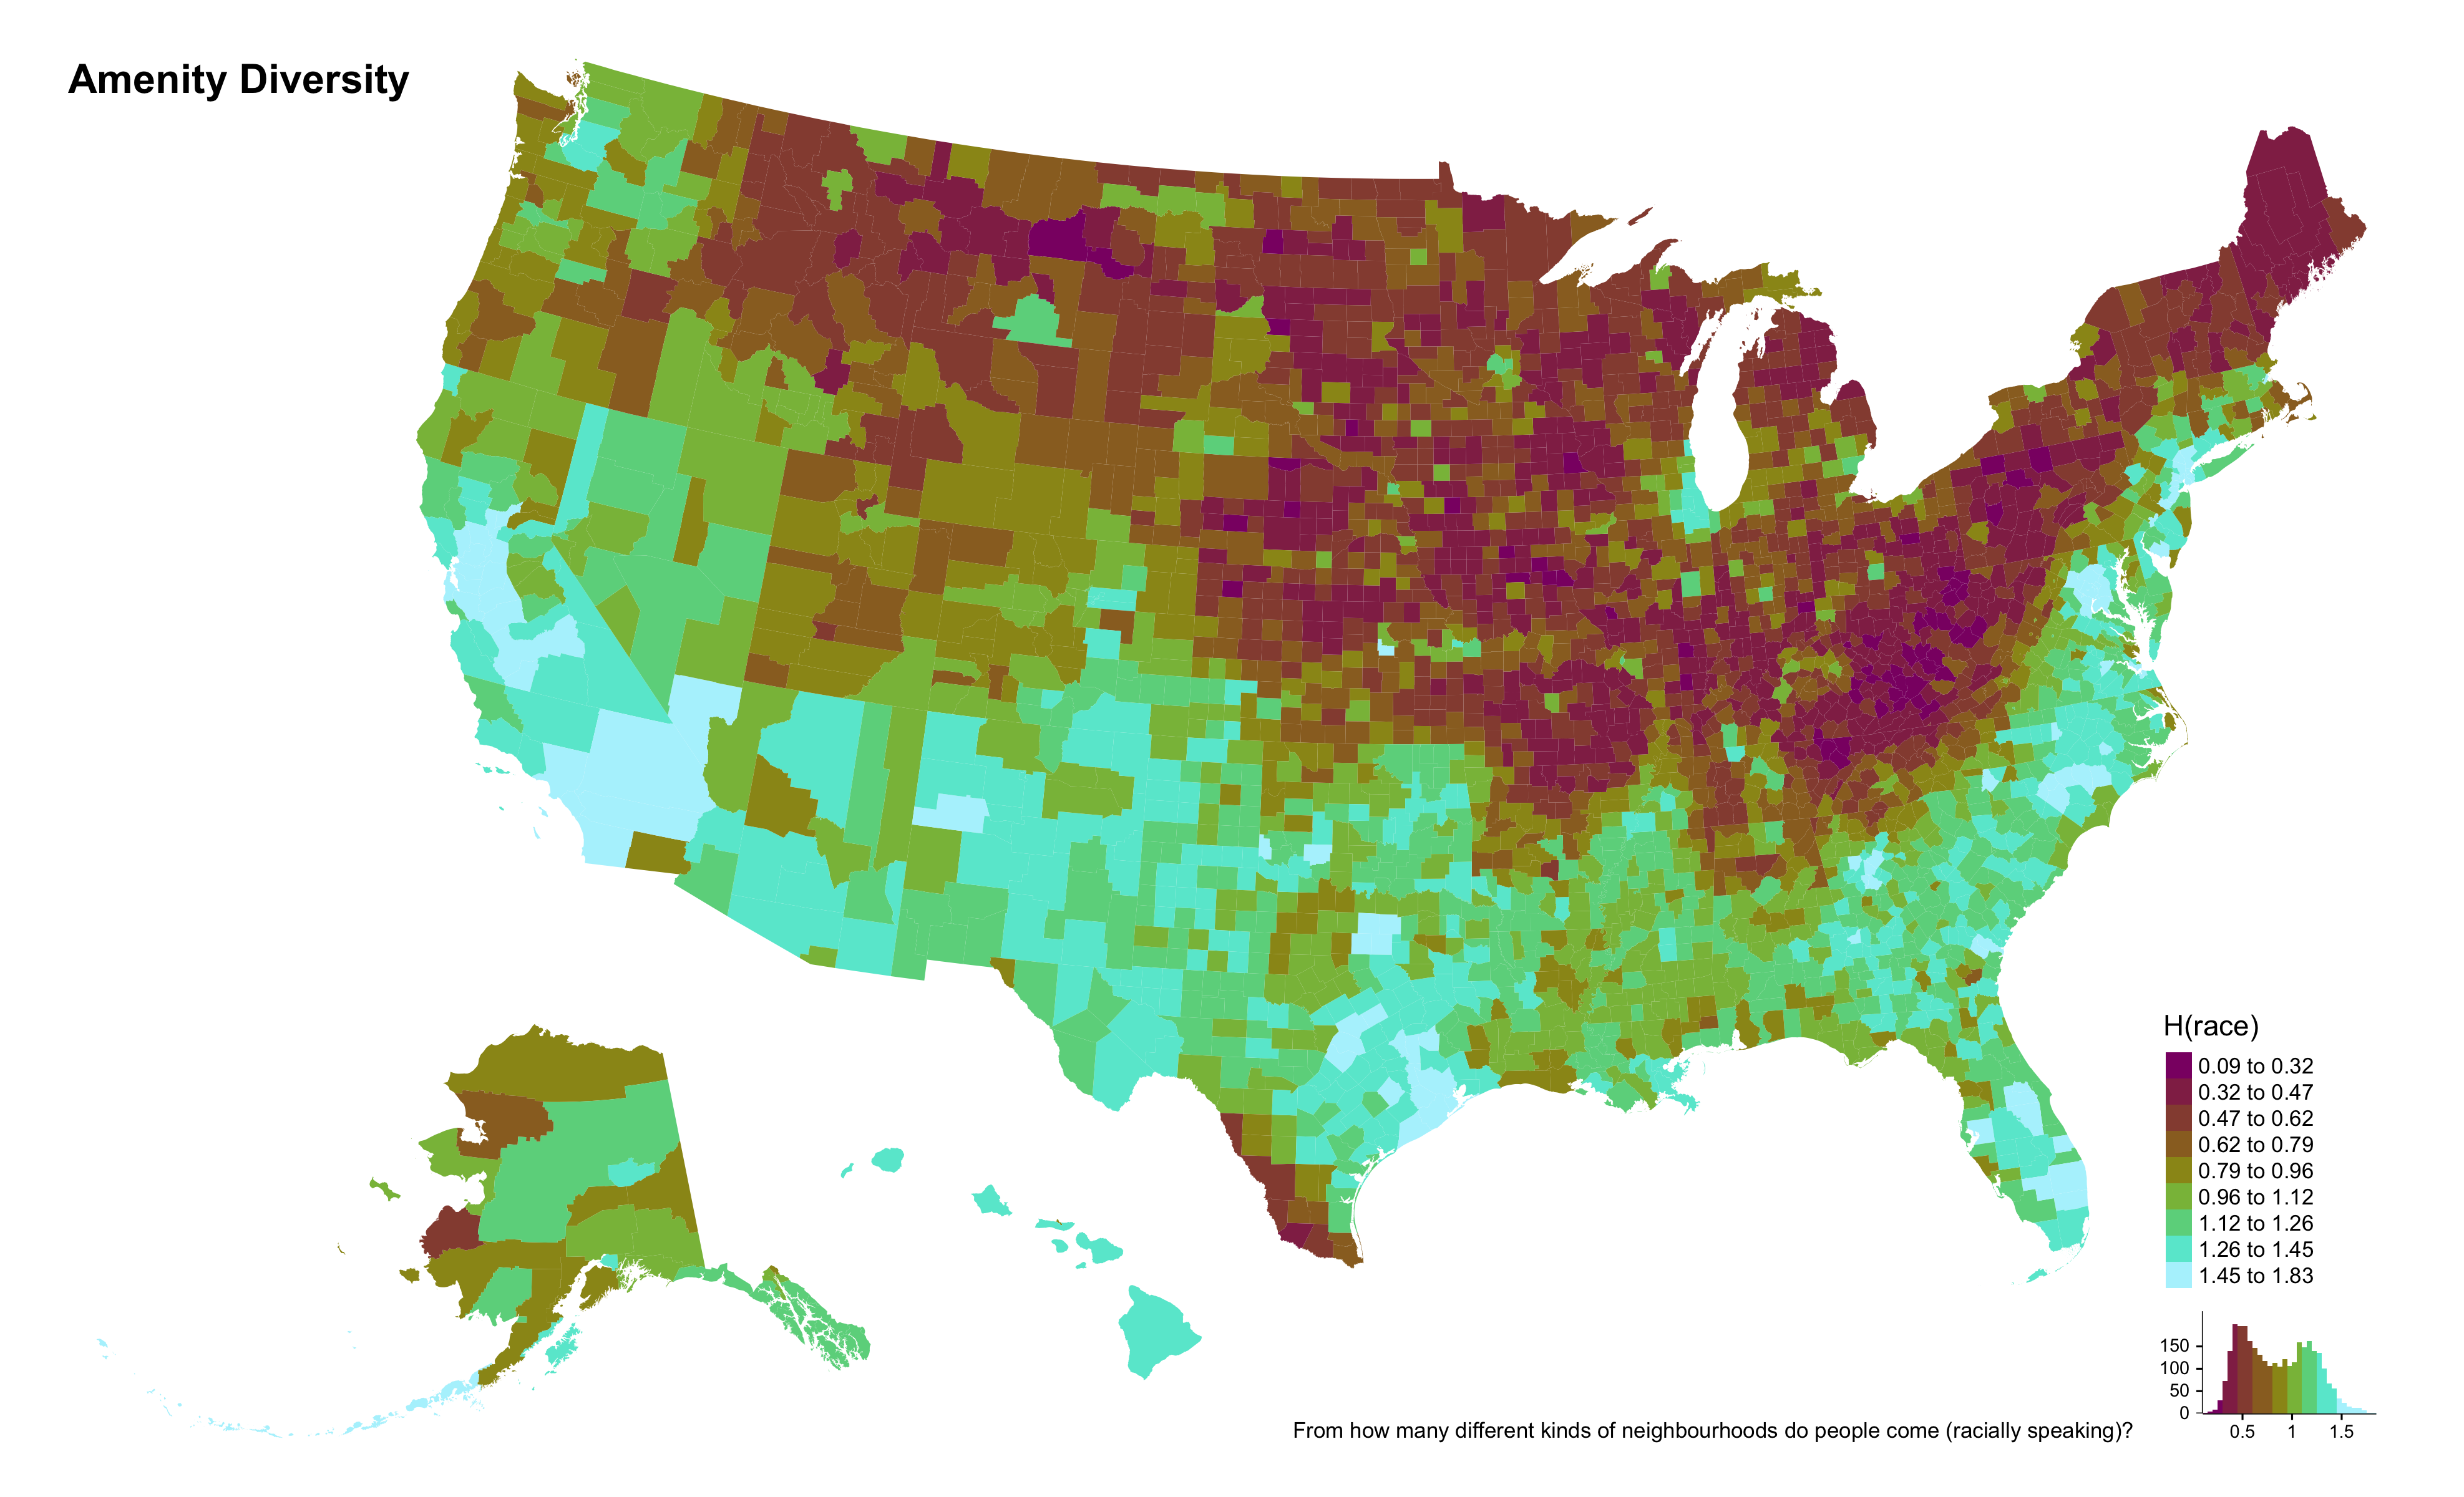 Amenity Diversity
H(race)
0.09 to 0.32
0.32 to 0.47
0.47 to 0.62
0.62 to 0.79
0.79 to 0.96
0.96 to 1.12
1.12 to 1.26
1.26 to 1.45
1.45 to 1.83
150
100
50
0
0.5 1 1.5
From how many different kinds of neighbourhoods do people come (racially speaking)?